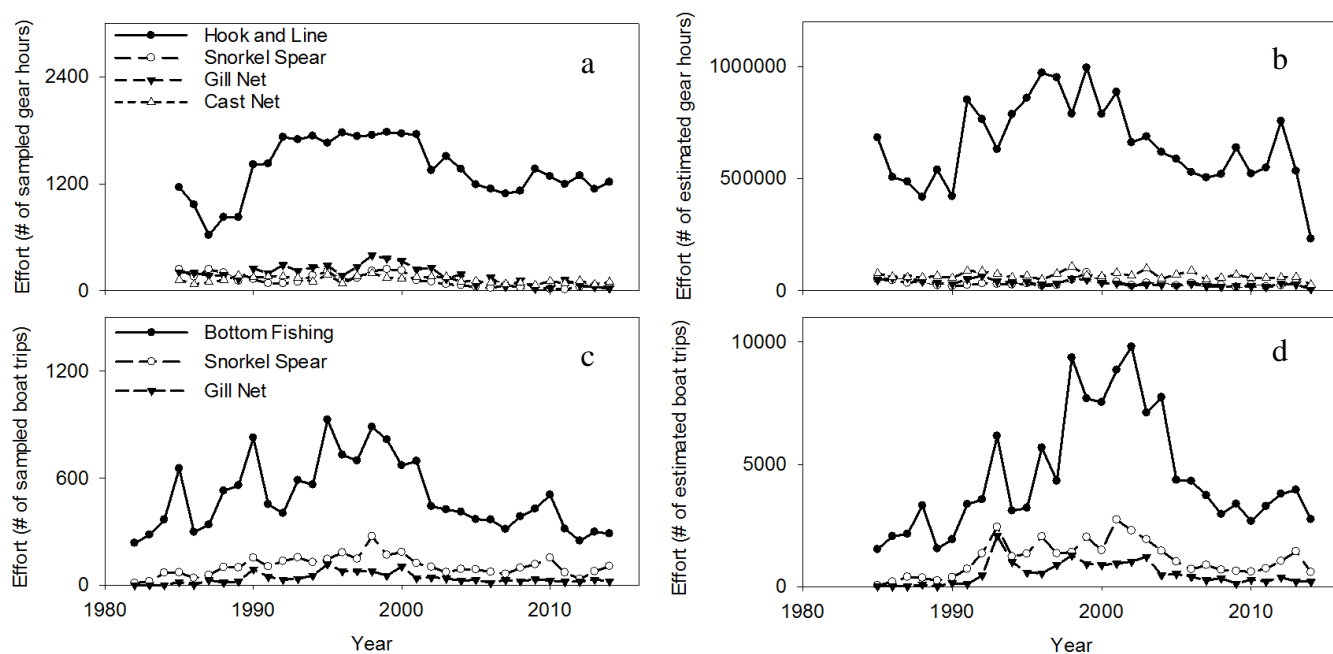 Effort (# of sampled gear hours)
2400
1200
0
Hook and Line
Snorkel Spear
Gill Net
Cast Net
a
Effort (# of estimated gear hours)
1000000
500000
0
b
Effort (# of sampled boat trips)
1200
600
0
Bottom Fishing
Snorkel Spear
Gill Net
c
1980 1990 2000 2010
Year
Effort (# of estimated boat trips)
10000
5000
0
d
1980 1990 2000 2010
Year